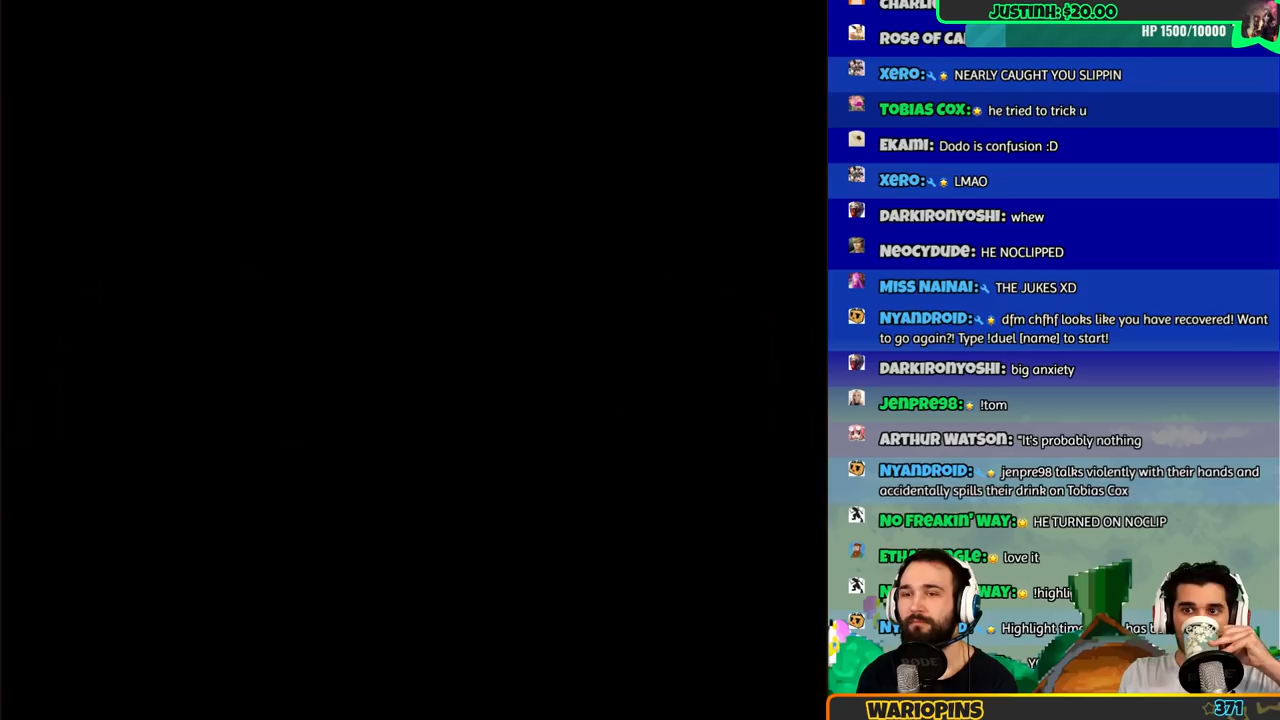 JUSTINH: $20.00
HP 1500/10000
ROSE OF
XERO: NEARLY CAUGHT YOU SLIPPIN
TOBIAS COX: he tried to trick u
EKAMI: Dodo is confusion :D
XERO: LMAO
DARKIRONYOSHI: whew
NEOCYDUDE: HE NOCLIPPED
MISS NAINAI: THE JUKES XD
NYANDROID: dfm chfhf looks like you have recovered! Want
to go again?! Type !duel [name] to start!
DARKIRONYOSHI: big anxiety
JENPRE98: !tom
ARTHUR WATSON: "It's probably nothing
NYANDROID: jenpre98 talks violently with their hands and
accidentally spills their drink on Tobias Cox
NO FREAKIN' WAY: HE TURNED ON NOCLIP
love it
WAY: !highli
Highlight
RODE
WARIOPINS
371